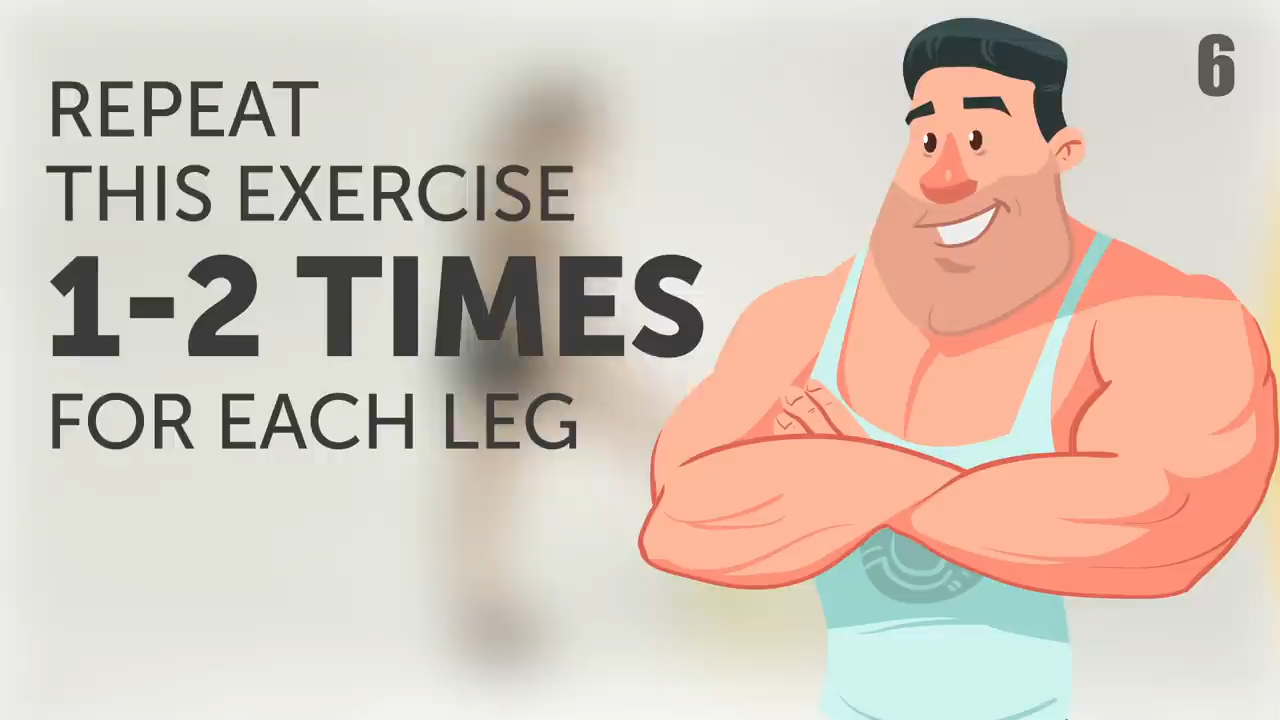 REPEAT
THIS EXERCISE
1-2 TIMES
FOR EACH LEG
6